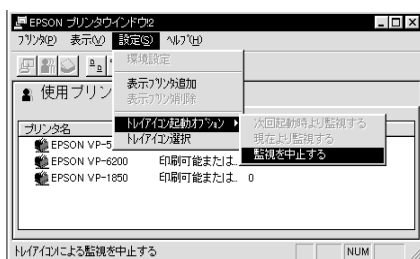 EPSON プリンタウインドウ!2
プリンタ(P) 表示(V) 設定(S) ヘルプ(H)
環境設定
表示プリンタ追加
表示プリンタ削除
トレイアイコン起動オプション
トレイアイコン選択
次回起動時より監視する
現在より監視する
監視を中止する
使用プリン
プリンタ名
EPSON VP-5
EPSON VP-6200 印刷可能または..
EPSON VP-1850 印刷可能または.. 0
トレイアイコンによる監視を中止する NUM